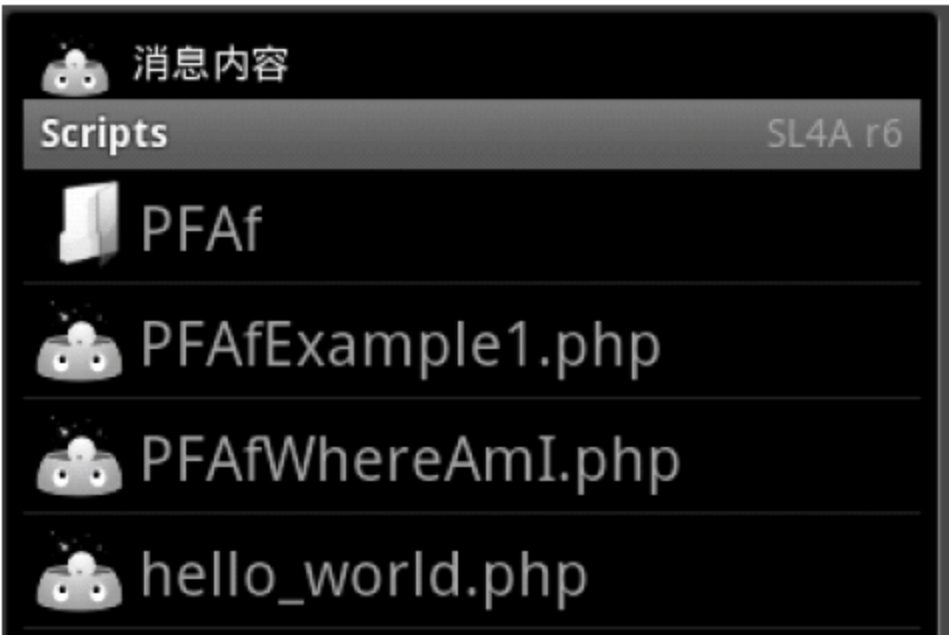 消息内容
Scripts SL4A r6
PFAf
PFAfExample1.php
PFAfWhereAmI.php
hello_world.php